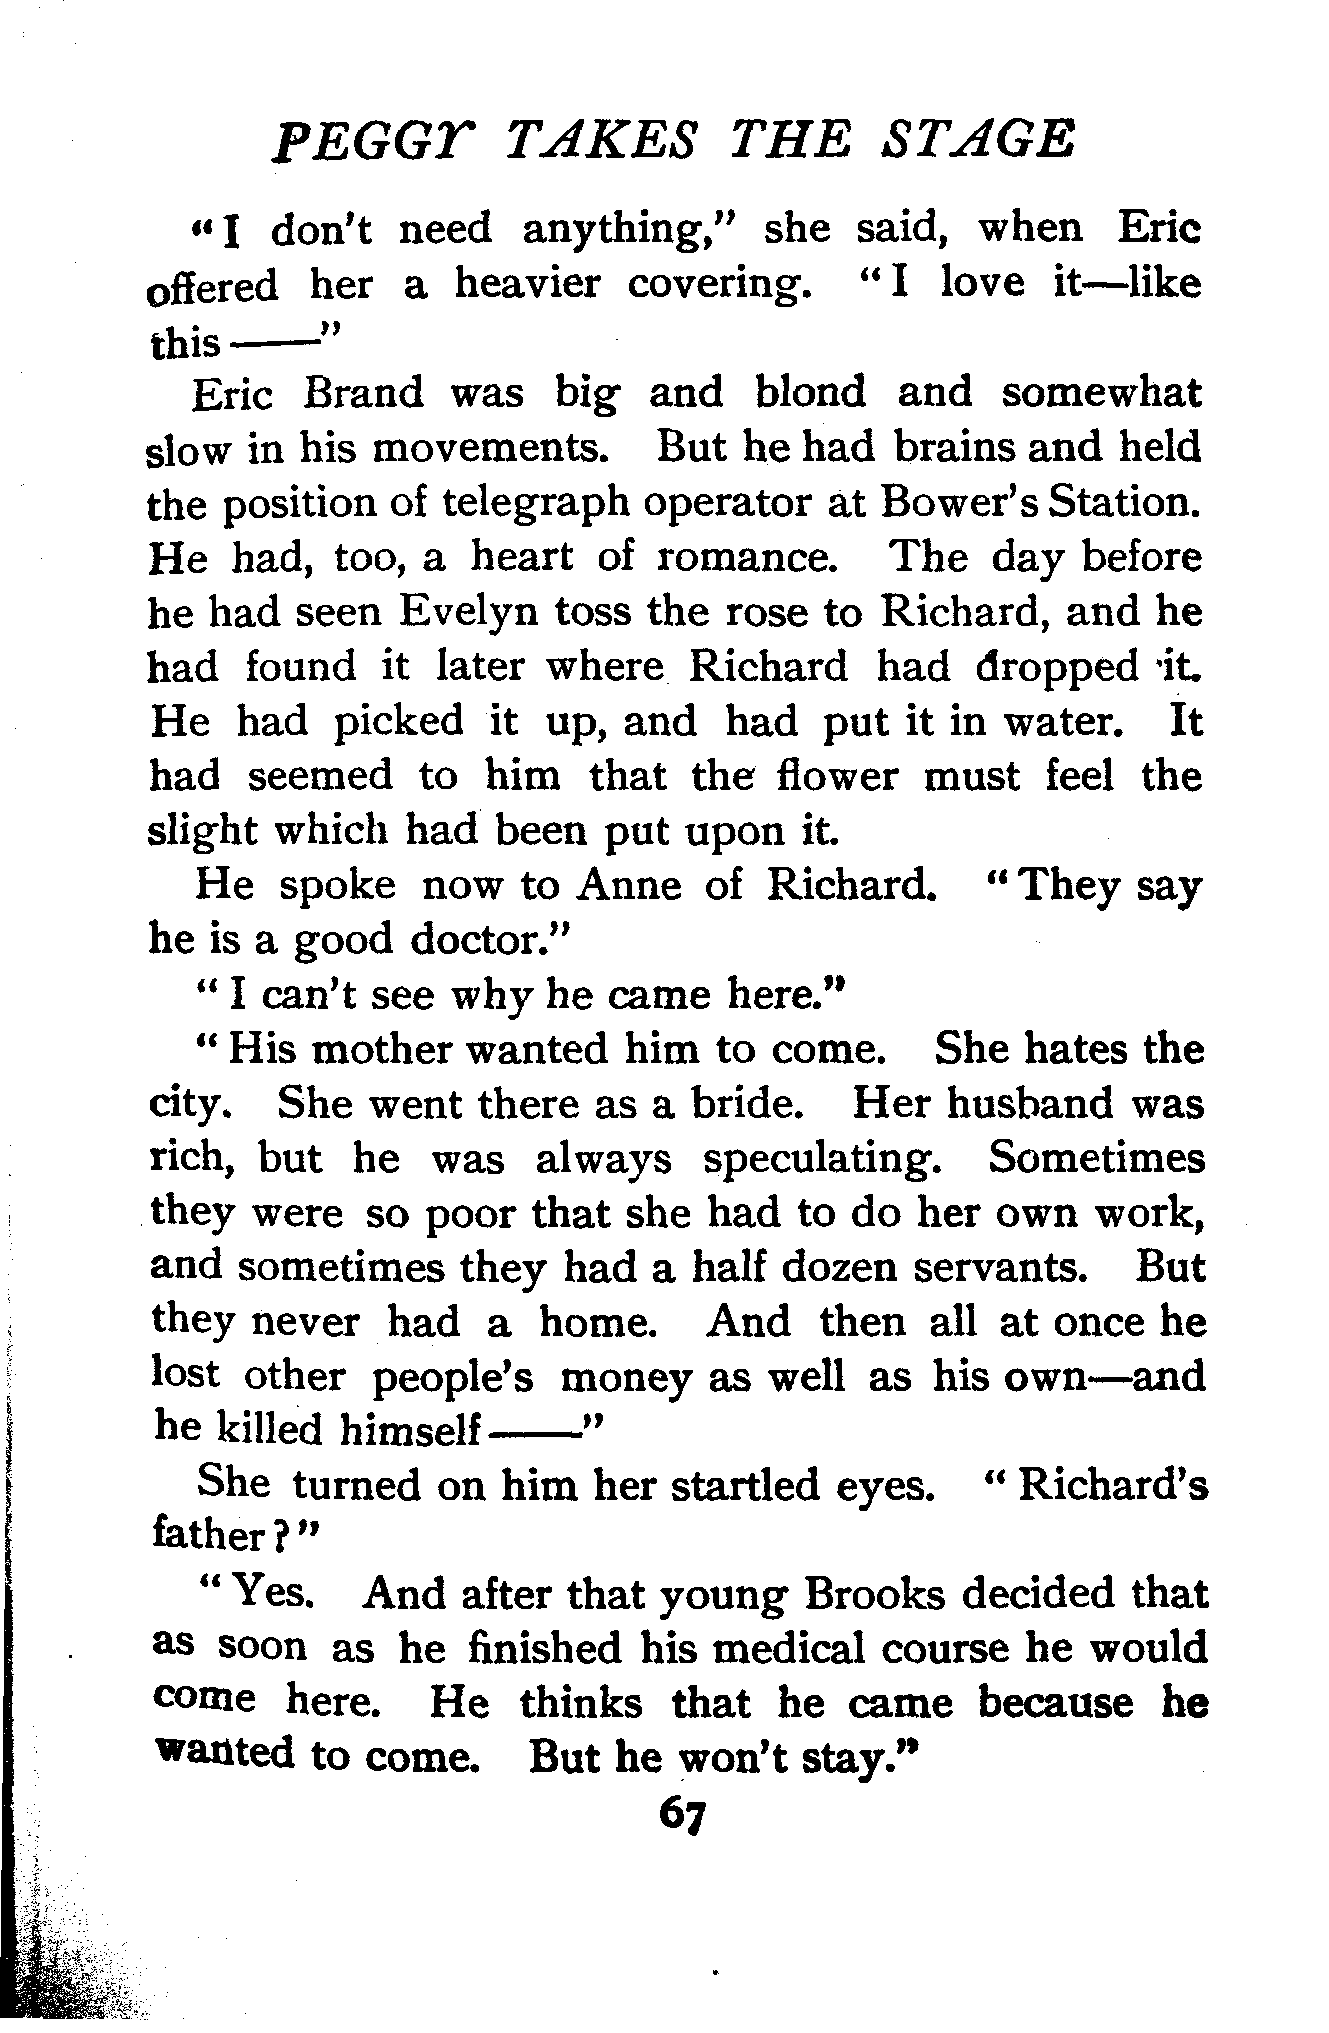 PEGGY TAKES THE STAGE
"I don't need anything," she said, when Eric
offered her a heavier covering. "I love it—like
this——"
Eric Brand was big and blond and somewhat
slow in his movements. But he had brains and held
the position of telegraph operator at Bower's Station.
He had, too, a heart of romance. The day before
he had seen Evelyn toss the rose to Richard, and he
had found it later where Richard had dropped it.
He had picked it up, and had put it in water. It
had seemed to him that the flower must feel the
slight which had been put upon it.
He spoke now to Anne of Richard. "They say
he is a good doctor."
"I can't see why he came here."
"His mother wanted him to come. She hates the
city. She went there as a bride. Her husband was
rich, but he was always speculating. Sometimes
they were so poor that she had to do her own work,
and sometimes they had a half dozen servants. But
they never had a home. And then all at once he
lost other people's money as well as his own—and
he killed himself——"
She turned on him her startled eyes. "Richard's
father?"
"Yes. And after that young Brooks decided that
as soon as he finished his medical course he would
come here. He thinks that he came because he
wanted to come. But he won't stay."
67